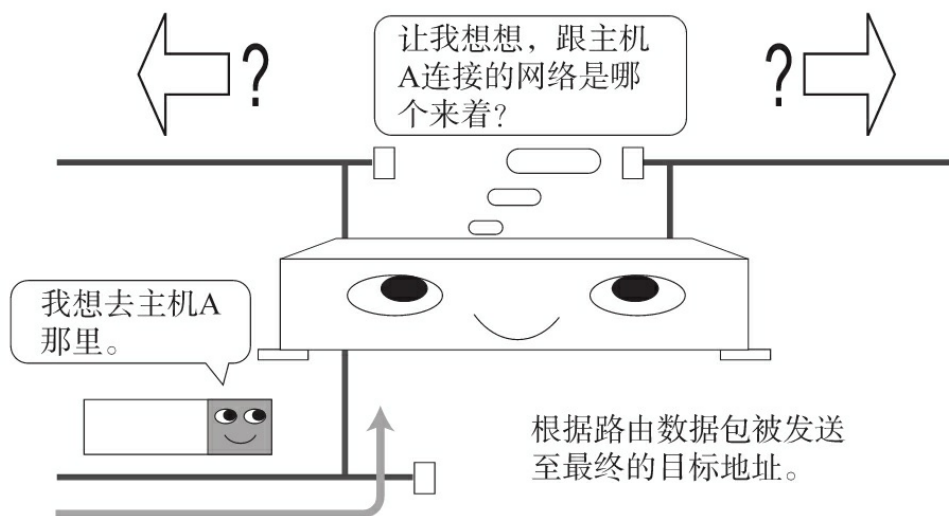 ?
让我想想，跟主机
A连接的网络是哪
个来着？
?
我想去主机A
那里。
根据路由数据包被发送
至最终的目标地址。